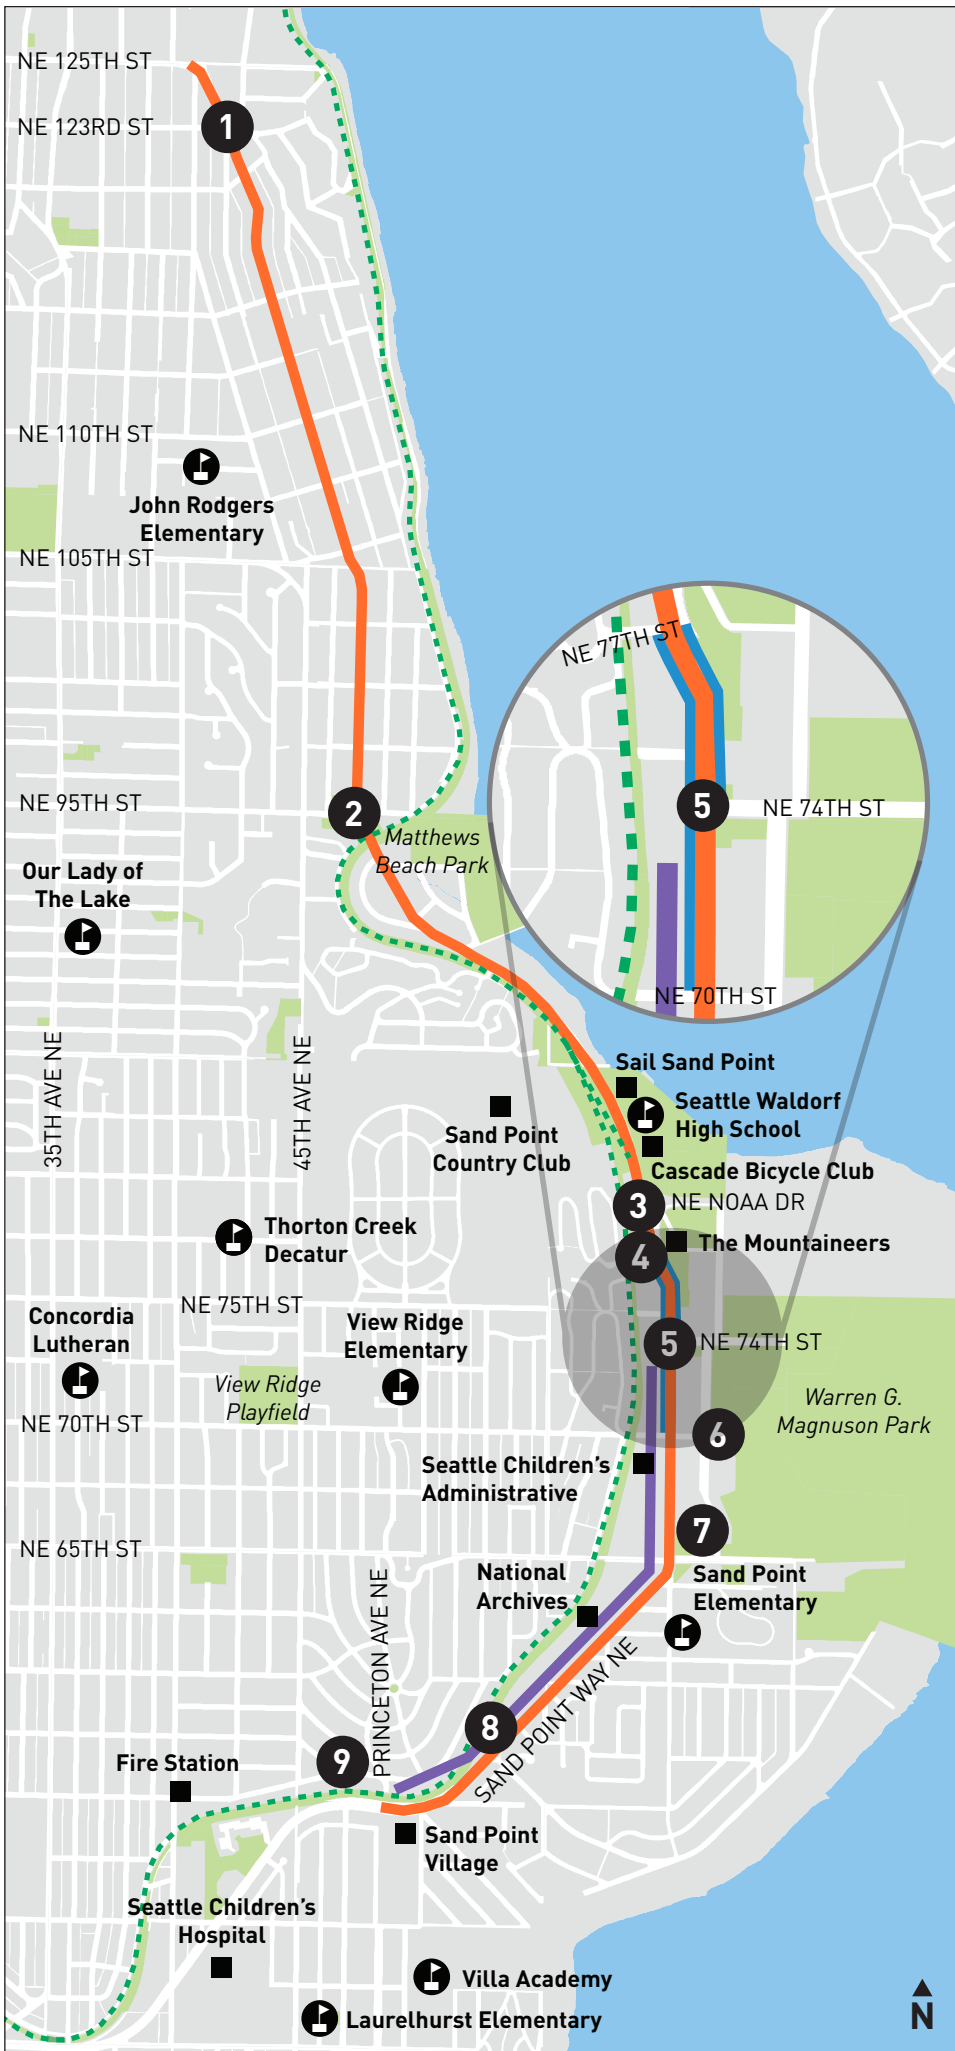 NE 125TH ST
NE 123RD ST
1
NE 110TH ST
John Rodgers
Elementary
NE 105TH ST
NE 77TH ST
5
NE 74TH ST
NE 70TH ST
NE 95TH ST
2
Matthews
Beach Park
Our Lady of
The Lake
35TH AVE NE
45TH AVE NE
Sail Sand Point
Seattle Waldorf
High School
Sand Point
Country Club
Cascade Bicycle Club
3
NE NOAA DR
Thorton Creek
Decatur
4
The Mountaineers
NE 75TH ST
Concordia
Lutheran
View Ridge
Elementary
5
NE 74TH ST
View Ridge
Playfield
Warren G.
Magnuson Park
NE 70TH ST
6
Seattle Children's
Administrative
7
NE 65TH ST
National
Archives
Sand Point
Elementary
PRINCETON AVE NE
SAND POINT WAY NE
8
9
Fire Station
Sand Point
Village
Seattle Children's
Hospital
Villa Academy
Laurelhurst Elementary
N